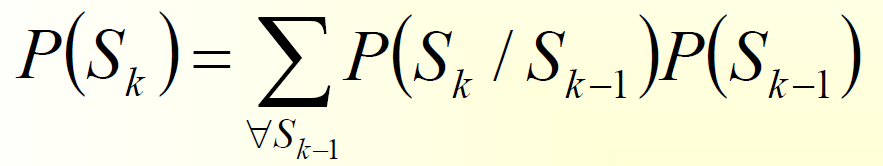 P(S_k) = ∑_{∀S_{k-1}} P(S_k / S_{k-1})P(S_{k-1})